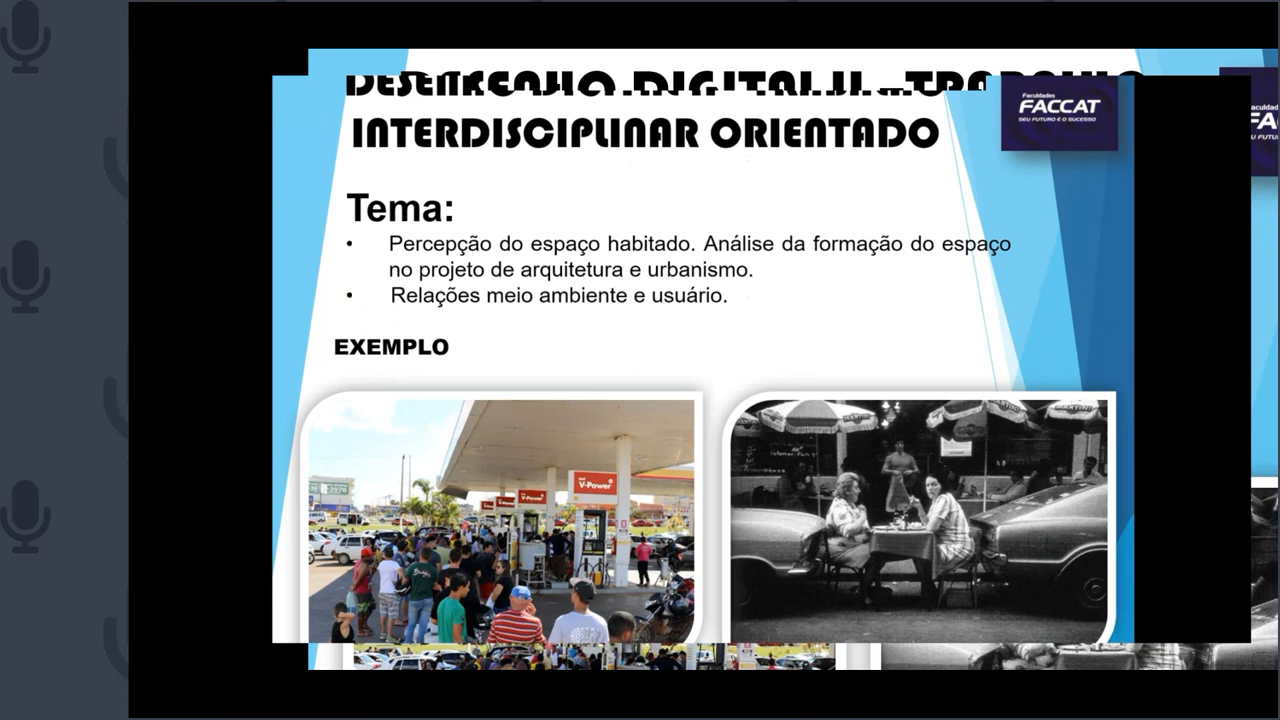 INTERDISCIPLINAR ORIENTADO
Faculdades
FACCAT
SEU FUTURO É O SUCESSO
Tema:
• Percepção do espaço habitado. Análise da formação do espaço
no projeto de arquitetura e urbanismo.
• Relações meio ambiente e usuário.
EXEMPLO
V-Power
V-Power